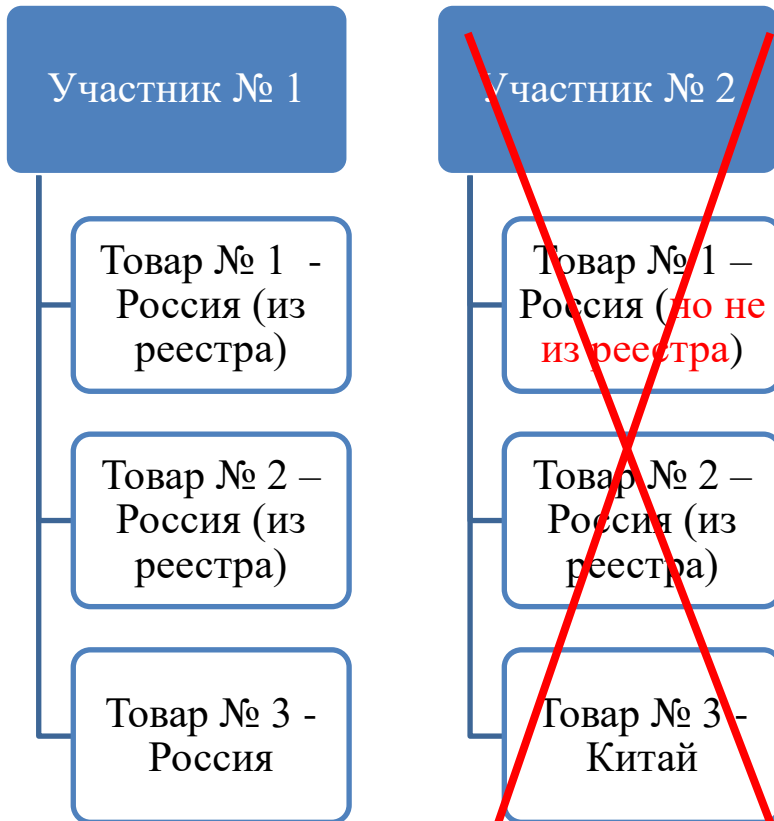 Участник № 1
Товар № 1 -
Россия (из
реестра)
Товар № 2 –
Россия (из
реестра)
Товар № 3 -
Россия
Участник № 2
Товар № 1 –
Россия (но не
из реестра)
Товар № 2 –
Россия (из
реестра)
Товар № 3 -
Китай